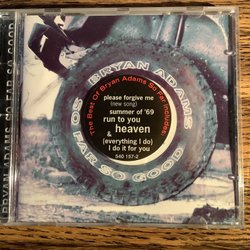 BRYAN ADAMS SO FAR SO GOOD
BRYAN ADAMS
SO FAR SO GOOD
The Best Of Bryan Adams So Far Includes:
please forgive me
(new song)
summer of '69
run to you
heaven
&
(everything I do)
I do it for you
540 157-2